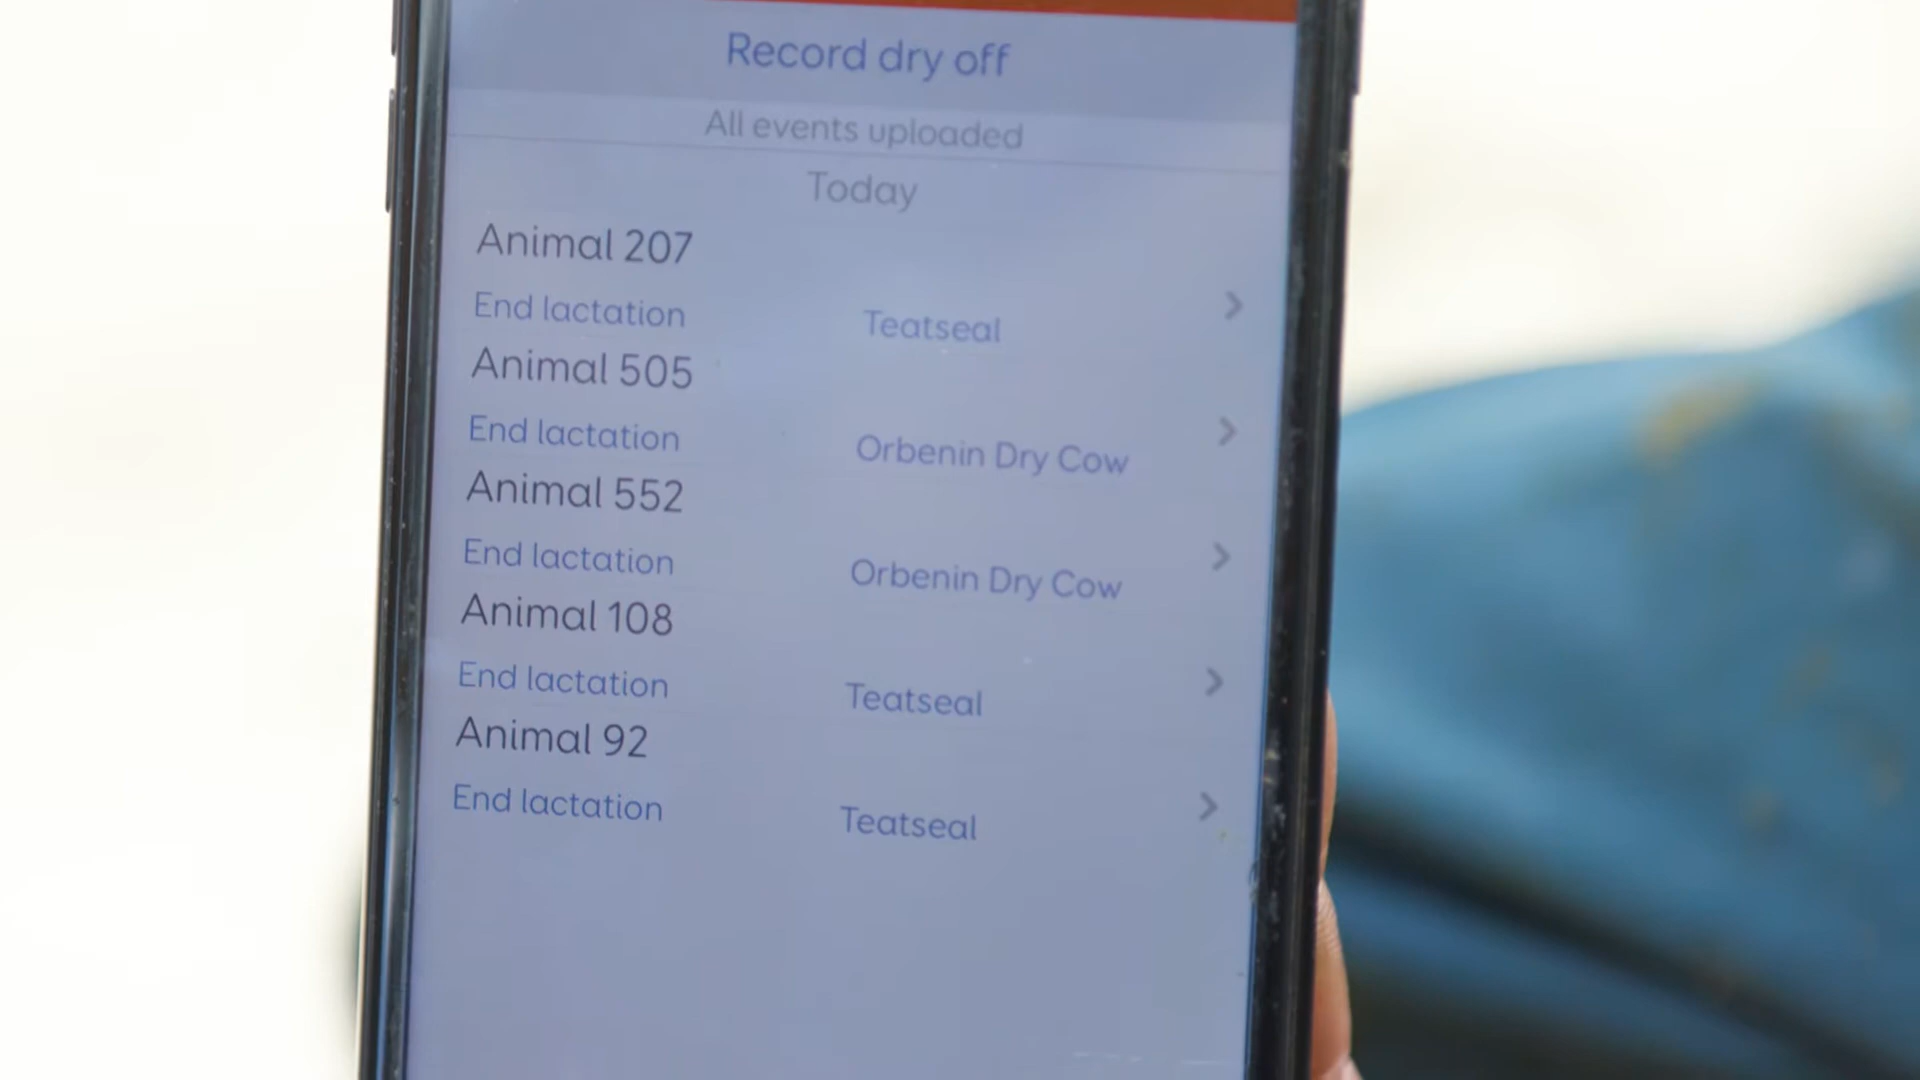 Record dry off
All events uploaded
Today
Animal 207
End lactation Teatseal
Animal 505
End lactation Orbenin Dry Cow
Animal 552
End lactation Orbenin Dry Cow
Animal 108
End lactation Teatseal
Animal 92
End lactation Teatseal